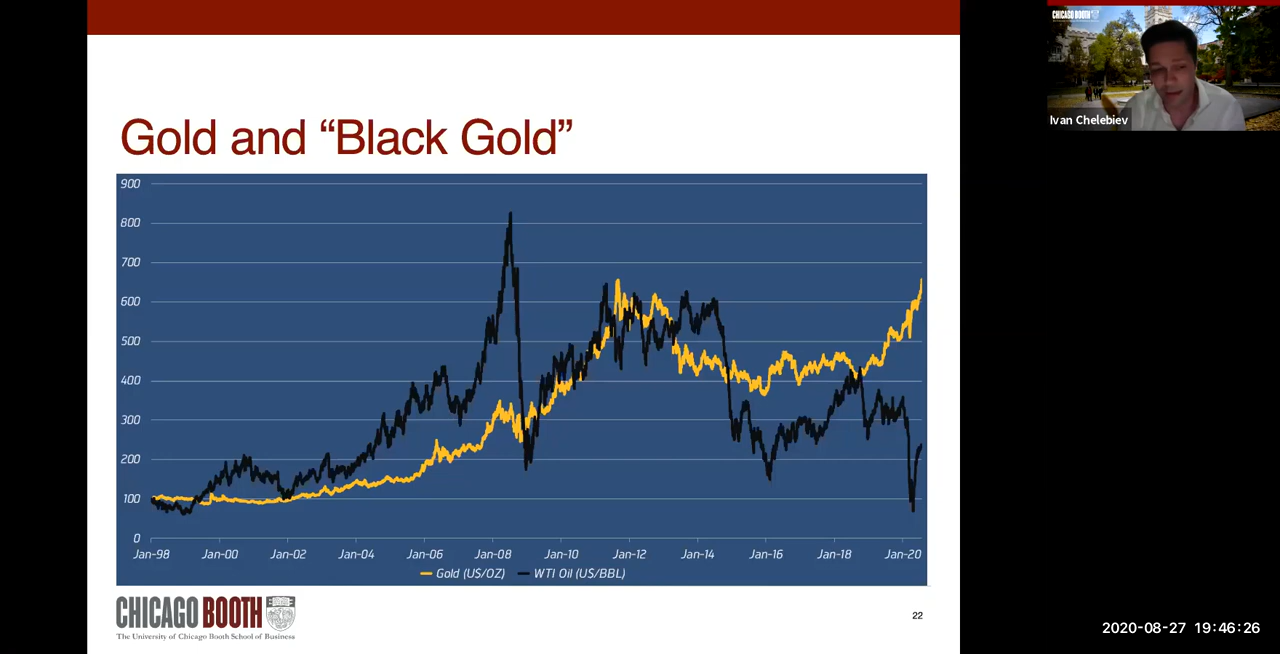 CHICAGO BOOTH
Ivan Chelebiev
Gold and “Black Gold”
900
800
700
600
500
400
300
200
100
0
Jan-98 Jan-00 Jan-02 Jan-04 Jan-06 Jan-08 Jan-10 Jan-12 Jan-14 Jan-16 Jan-18 Jan-20
Gold (US/OZ) WTI Oil (US/BBL)
CHICAGO BOOTH
The University of Chicago Booth School of Business
22
2020-08-27 19:46:26